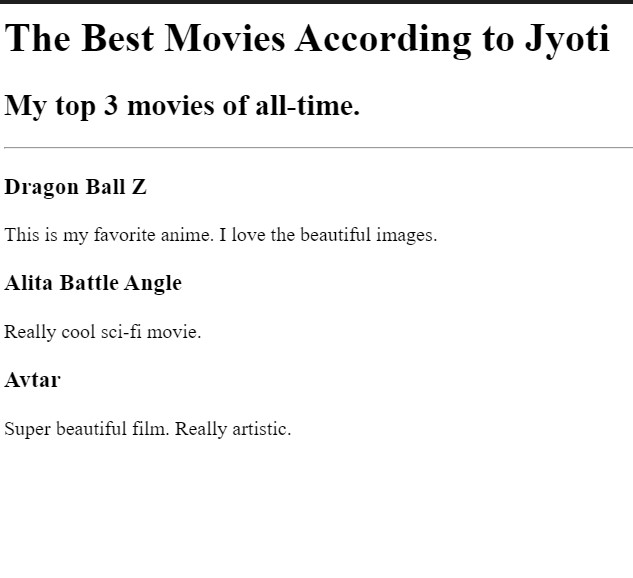 The Best Movies According to Jyoti
My top 3 movies of all-time.
Dragon Ball Z
This is my favorite anime. I love the beautiful images.
Alita Battle Angle
Really cool sci-fi movie.
Avtar
Super beautiful film. Really artistic.